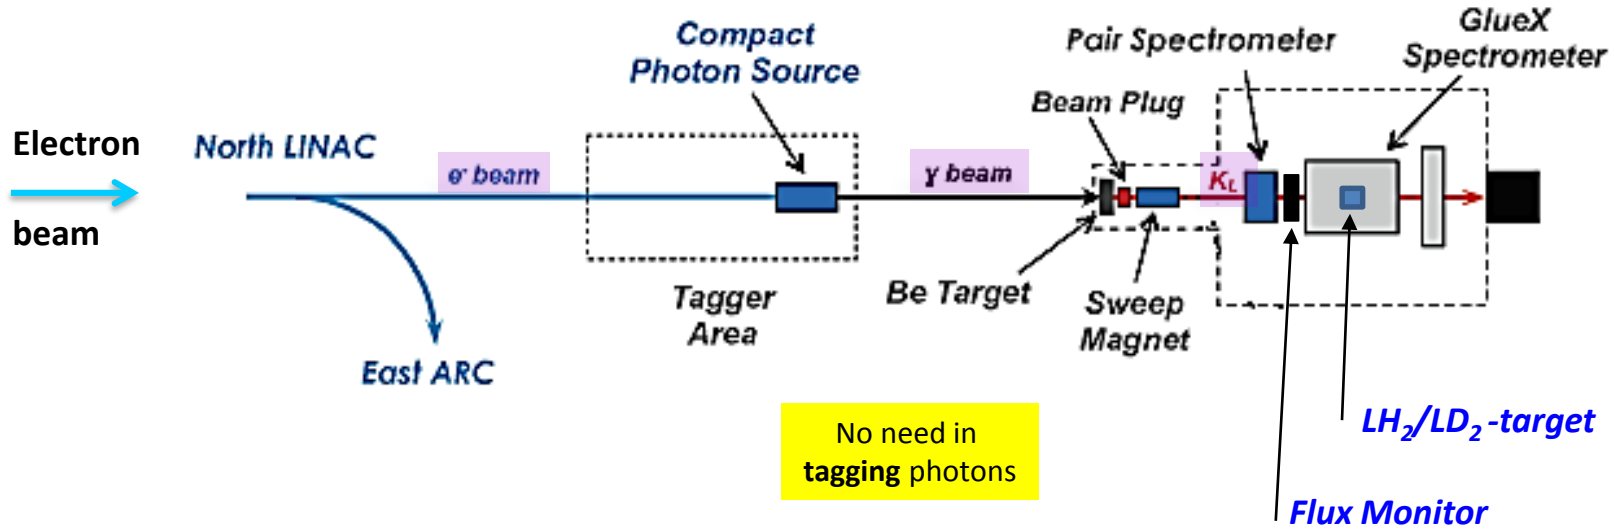 Electron
beam
North LINAC
e⁻ beam
East ARC
Compact
Photon Source
Tagger
Area
γ beam
Be Target
Beam Plug
Sweep
Magnet
K_L
Pair Spectrometer
GlueX
Spectrometer
No need in
tagging photons
LH₂/LD₂ -target
Flux Monitor